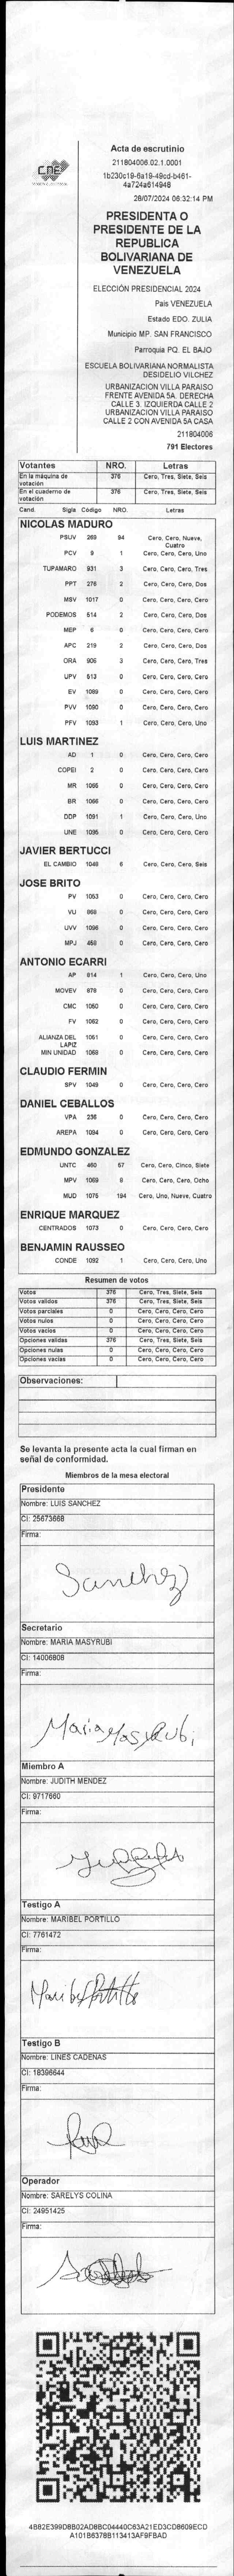 CNE
Acta de escrutinio
211804006.02.1.0001
1b230c19-6a19-49cd-b461-
4a724a614948
28/07/2024 06:32:14 PM
PRESIDENTA O
PRESIDENTE DE LA
REPUBLICA
BOLIVARIANA DE
VENEZUELA
ELECCIÓN PRESIDENCIAL 2024
País VENEZUELA
Estado EDO. ZULIA
Municipio MP. SAN FRANCISCO
Parroquia PQ. EL BAJO
ESCUELA BOLIVARIANA NORMALISTA
DESIDELIO VILCHEZ
URBANIZACION VILLA PARAISO
FRENTE AVENIDA 5A. DERECHA
CALLE 3. IZQUIERDA CALLE 2
URBANIZACION VILLA PARAISO
CALLE 2 CON AVENIDA 5A CASA
211804006
791 Electores
Votantes NRO. Letras
En la máquina de votación 376 Cero, Tres, Siete, Seis
En el cuaderno de votación 376 Cero, Tres, Siete, Seis
Cand. Sigla Código NRO. Letras
NICOLAS MADURO
PSUV 269 94 Cero, Cero, Nueve, Cuatro
PCV 9 1 Cero, Cero, Cero, Uno
TUPAMARO 931 3 Cero, Cero, Cero, Tres
PPT 276 2 Cero, Cero, Cero, Dos
MSV 1017 0 Cero, Cero, Cero, Cero
PODEMOS 514 2 Cero, Cero, Cero, Dos
MEP 6 0 Cero, Cero, Cero, Cero
APC 219 2 Cero, Cero, Cero, Dos
ORA 906 3 Cero, Cero, Cero, Tres
UPV 513 0 Cero, Cero, Cero, Cero
EV 1089 0 Cero, Cero, Cero, Cero
PVV 1090 0 Cero, Cero, Cero, Cero
PFV 1093 1 Cero, Cero, Cero, Uno
LUIS MARTINEZ
AD 1 0 Cero, Cero, Cero, Cero
COPEI 2 0 Cero, Cero, Cero, Cero
MR 1065 0 Cero, Cero, Cero, Cero
BR 1066 0 Cero, Cero, Cero, Cero
DDP 1091 1 Cero, Cero, Cero, Uno
UNE 1095 0 Cero, Cero, Cero, Cero
JAVIER BERTUCCI
EL CAMBIO 1048 6 Cero, Cero, Cero, Seis
JOSE BRITO
PV 1053 0 Cero, Cero, Cero, Cero
VU 868 0 Cero, Cero, Cero, Cero
UVV 1096 0 Cero, Cero, Cero, Cero
MPJ 458 0 Cero, Cero, Cero, Cero
ANTONIO ECARRI
AP 814 1 Cero, Cero, Cero, Uno
MOVEV 879 0 Cero, Cero, Cero, Cero
CMC 1050 0 Cero, Cero, Cero, Cero
FV 1062 0 Cero, Cero, Cero, Cero
ALIANZA DEL LAPIZ 1051 0 Cero, Cero, Cero, Cero
MIN UNIDAD 1068 0 Cero, Cero, Cero, Cero
CLAUDIO FERMIN
SPV 1049 0 Cero, Cero, Cero, Cero
DANIEL CEBALLOS
VPA 236 0 Cero, Cero, Cero, Cero
AREPA 1094 0 Cero, Cero, Cero, Cero
EDMUNDO GONZALEZ
UNTC 460 57 Cero, Cero, Cinco, Siete
MPV 1069 8 Cero, Cero, Cero, Ocho
MUD 1075 194 Cero, Uno, Nueve, Cuatro
ENRIQUE MARQUEZ
CENTRADOS 1073 0 Cero, Cero, Cero, Cero
BENJAMIN RAUSSEO
CONDE 1092 1 Cero, Cero, Cero, Uno
Resumen de votos
Votos 376 Cero, Tres, Siete, Seis
Votos validos 376 Cero, Tres, Siete, Seis
Votos parciales 0 Cero, Cero, Cero, Cero
Votos nulos 0 Cero, Cero, Cero, Cero
Votos vacios 0 Cero, Cero, Cero, Cero
Opciones validas 376 Cero, Tres, Siete, Seis
Opciones nulas 0 Cero, Cero, Cero, Cero
Opciones vacias 0 Cero, Cero, Cero, Cero
Observaciones:
Se levanta la presente acta la cual firman en
señal de conformidad.
Miembros de la mesa electoral
Presidente
Nombre: LUIS SANCHEZ
CI: 25673668
Firma:
Sanchez
Secretario
Nombre: MARIA MASYRUBI
CI: 14006808
Firma:
Maria Masyrubi
Miembro A
Nombre: JUDITH MENDEZ
CI: 9717660
Firma:
Testigo A
Nombre: MARIBEL PORTILLO
CI: 7761472
Firma:
Maribel Portillo
Testigo B
Nombre: LINES CADENAS
CI: 18396644
Firma:
Operador
Nombre: SARELYS COLINA
CI: 24951425
Firma:
4B82E399D8B02AD8BC04440C63A21ED3CD8609ECD
A101B6378B113413AF9FBAD